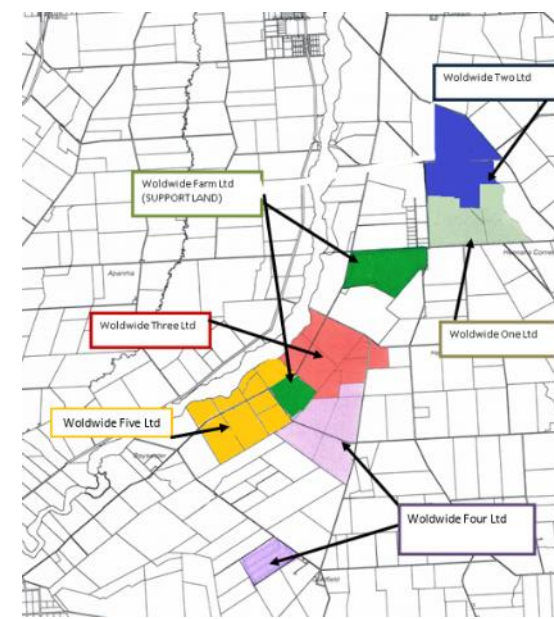 Woldwide Two Ltd
Woldwide Farm Ltd
(SUPPORT LAND)
Aparima
Woldwide Three Ltd
Woldwide One Ltd
Woldwide Five Ltd
Woldwide Four Ltd